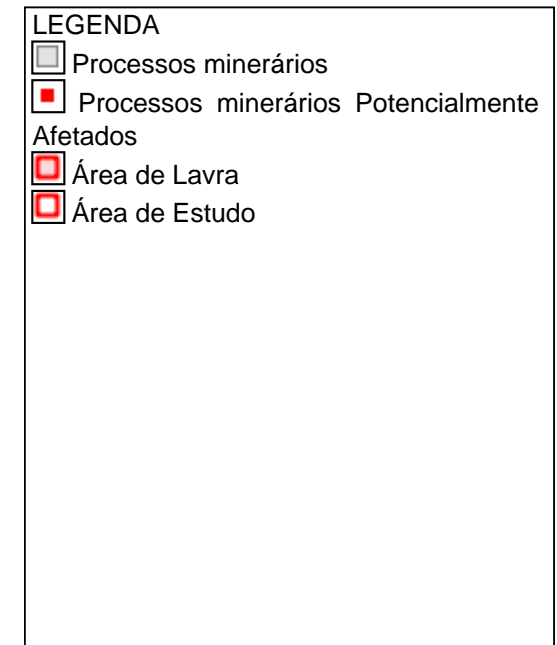 LEGENDA
Processos minerários
Processos minerários Potencialmente
Afetados
Área de Lavra
Área de Estudo